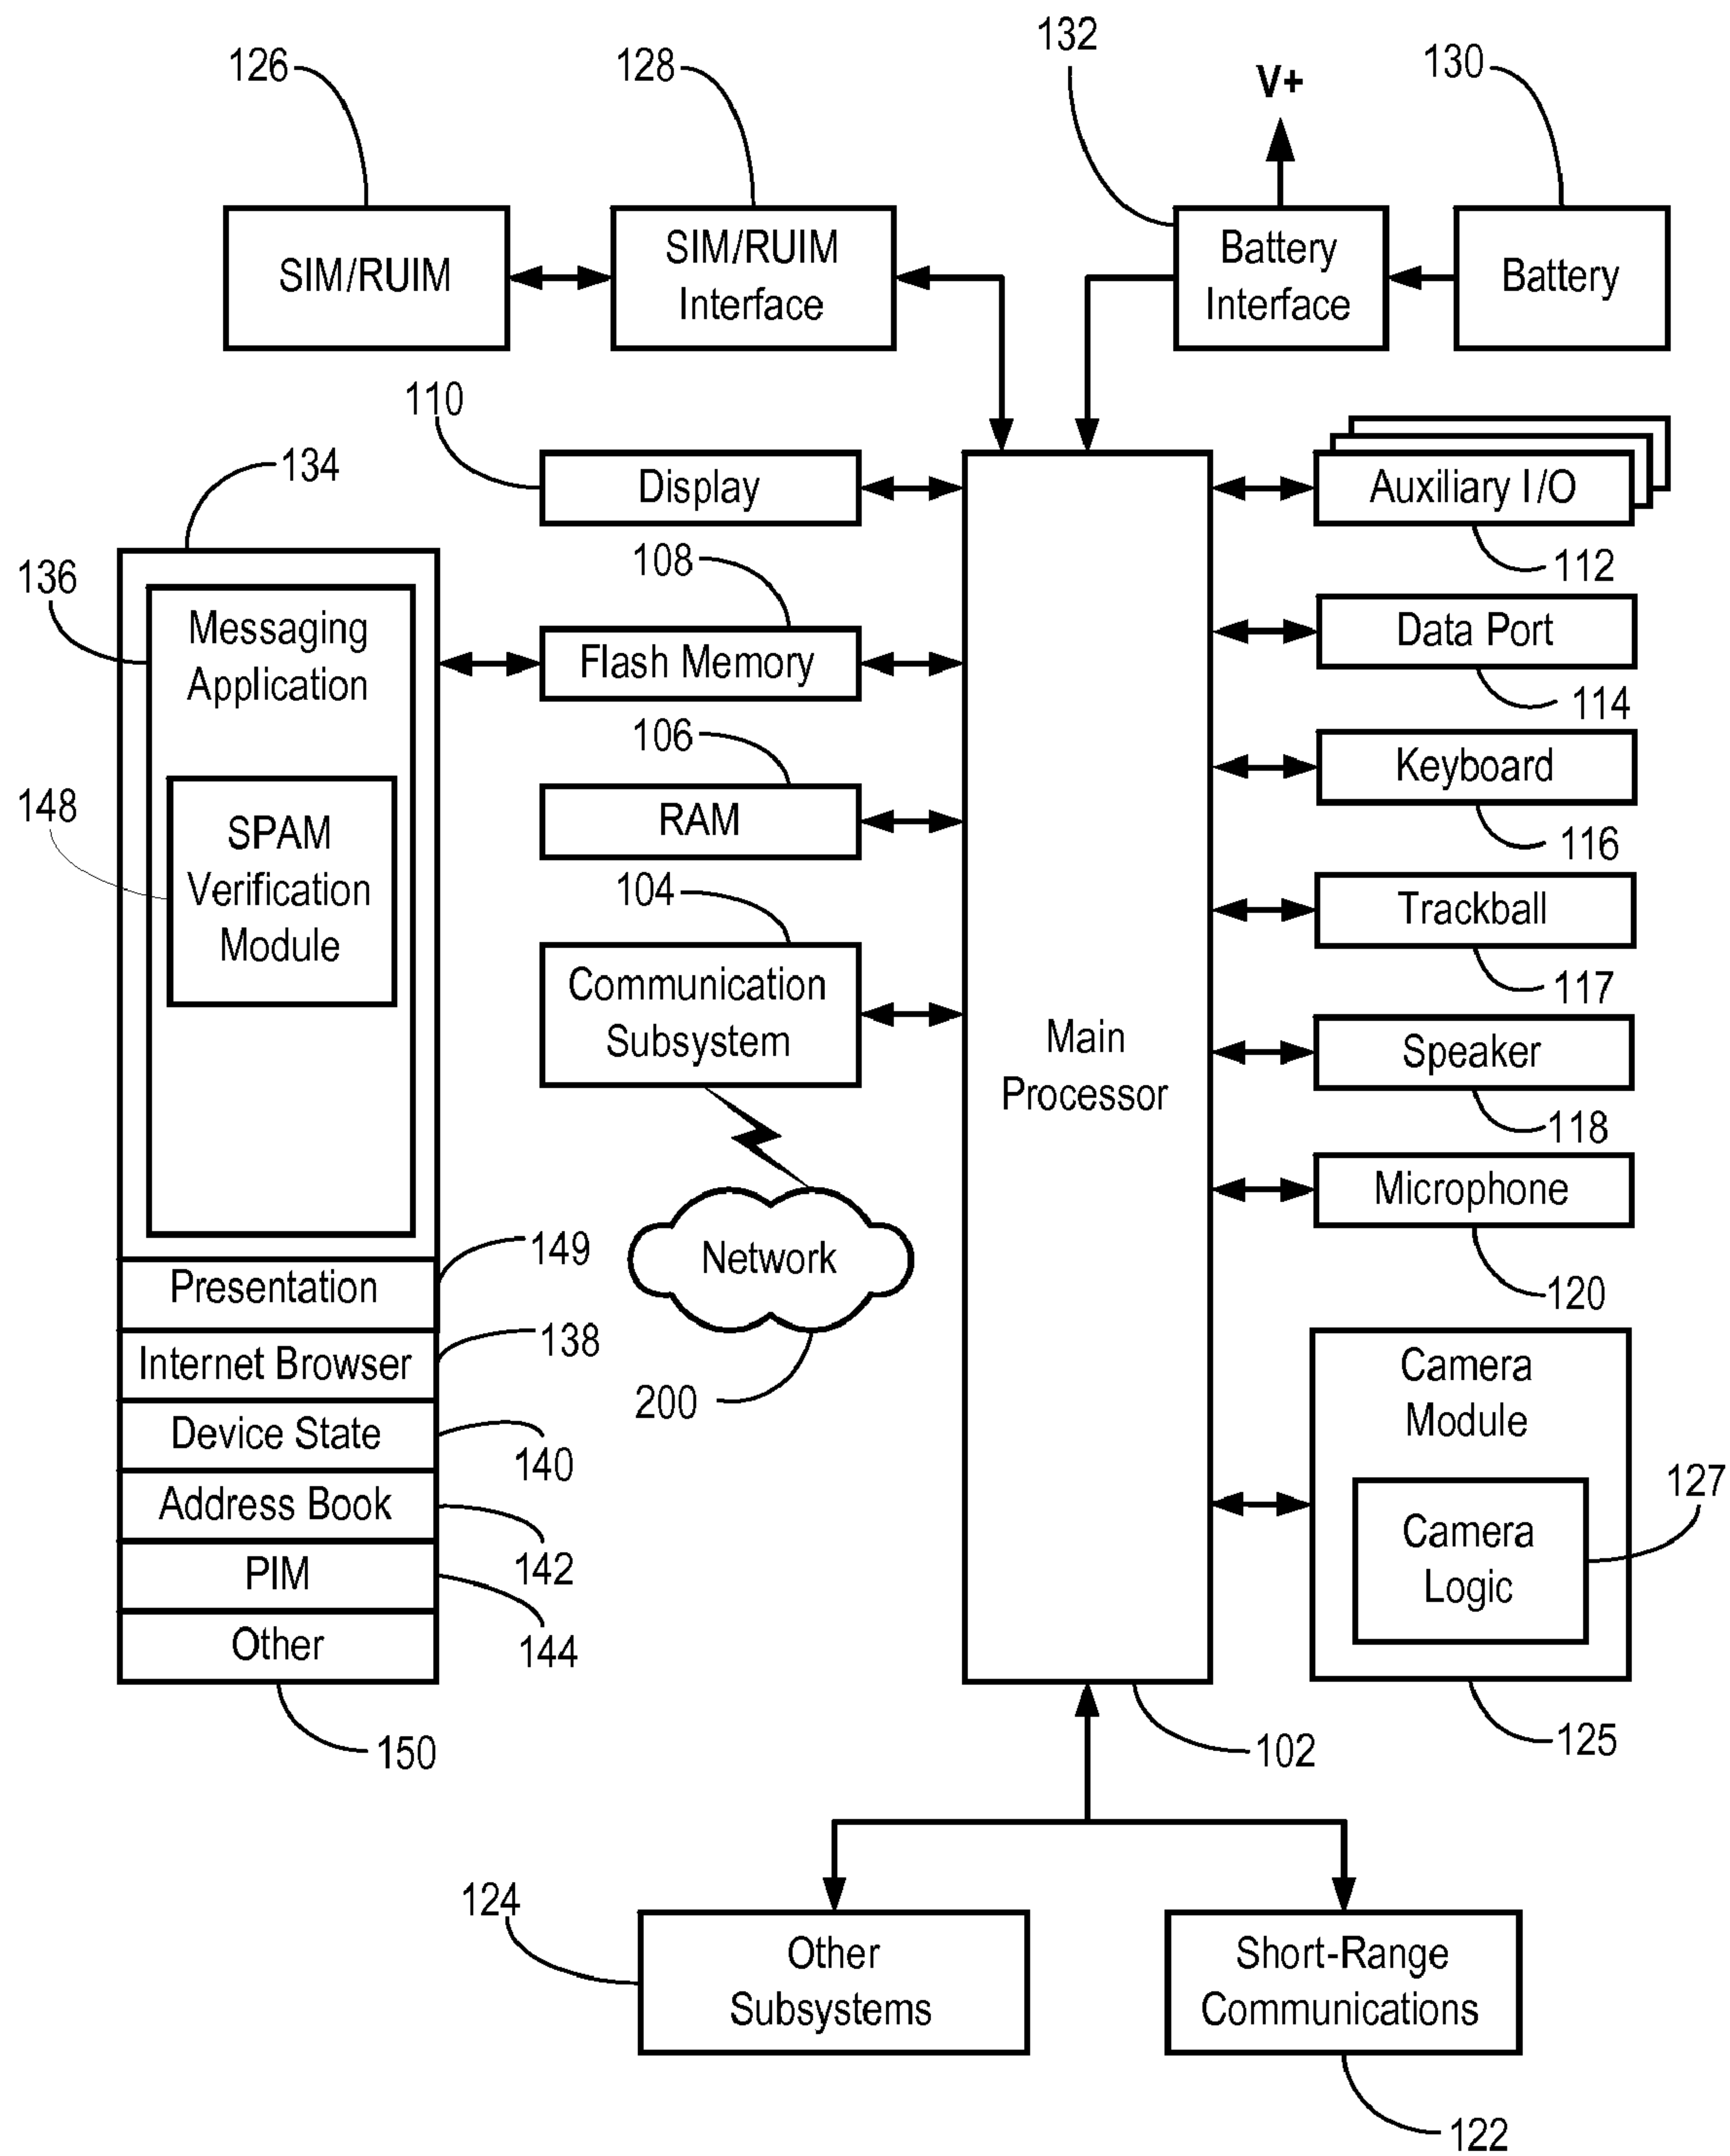 126
128
132
V+
130
SIM/RUIM
SIM/RUIM
Interface
Battery
Interface
Battery
110
134
Display
Auxiliary I/O
112
136
108
Messaging
Application
Flash Memory
Data Port
114
106
148
RAM
Keyboard
116
SPAM
Verification
Module
104
Communication
Subsystem
Trackball
117
Main
Processor
Speaker
118
Microphone
120
Network
200
149
Presentation
138
Internet Browser
Device State
140
Address Book
142
PIM
144
Other
150
Camera
Module
127
Camera
Logic
125
102
124
Other
Subsystems
Short-Range
Communications
122